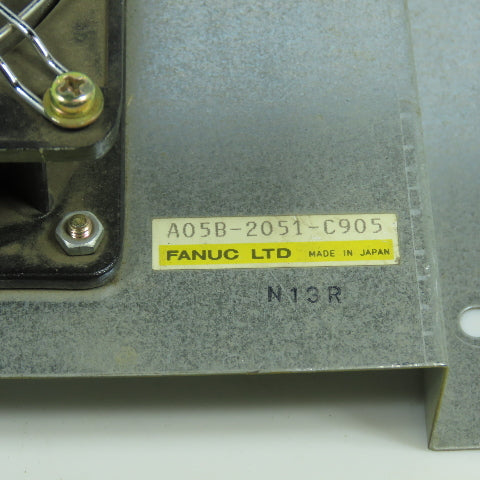 A05B-2051-C905
FANUC LTD MADE IN JAPAN
N13R